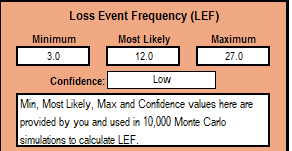 Loss Event Frequency (LEF)
Minimum Most Likely Maximum
3.0 12.0 27.0
Confidence: Low
Min, Most Likely, Max and Confidence values here are
provided by you and used in 10,000 Monte Carlo
simulations to calculate LEF.